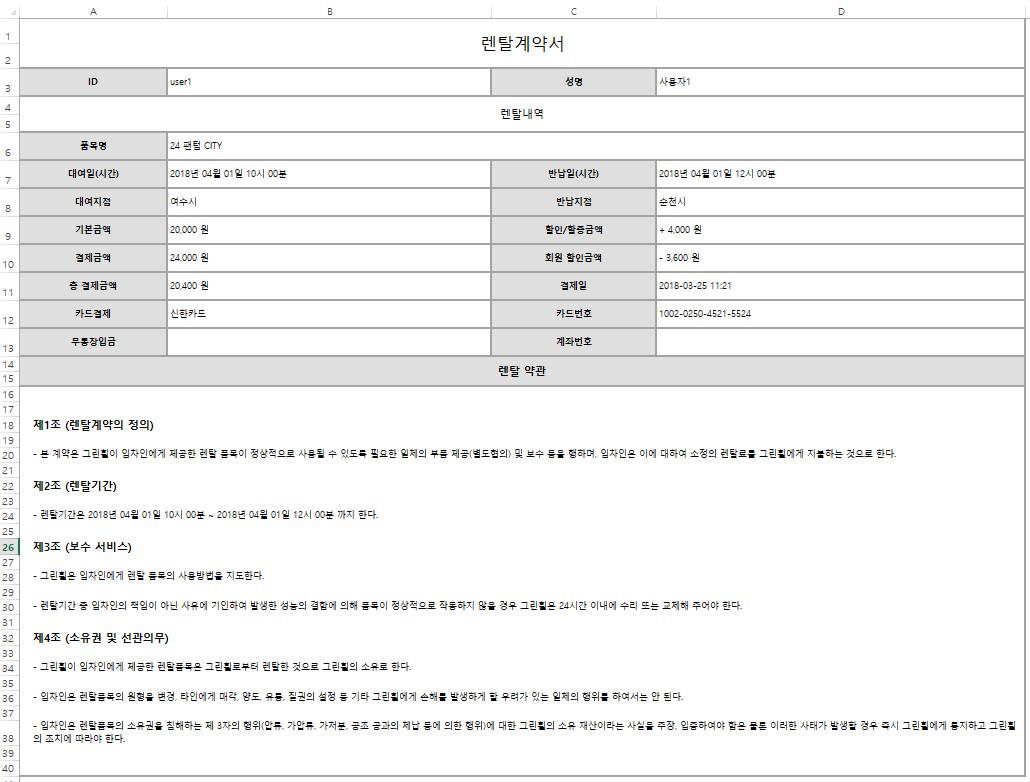 A B C D
1
렌탈계약서
2
3 ID user1 성명 사용자1
4
렌탈내역
5
6 품목명 24 팬텀 CITY
7 대여일(시간) 2018년 04월 01일 10시 00분 반납일(시간) 2018년 04월 01일 12시 00분
8 대여지점 여수시 반납지점 순천시
9 기본금액 20,000 원 할인/할증금액 + 4,000 원
10 결제금액 24,000 원 회원 할인금액 - 3,600 원
11 총 결제금액 20,400 원 결제일 2018-03-25 11:21
12 카드결제 신한카드 카드번호 1002-0250-4521-5524
13 무통장입금 계좌번호
14
렌탈 약관
15
16
17
18 제1조 (렌탈계약의 정의)
19
20 - 본 계약은 그린휠이 임차인에게 제공한 렌탈 품목이 정상적으로 사용될 수 있도록 필요한 일체의 부품 제공(별도협의) 및 보수 등을 행하며, 임차인은 이에 대하여 소정의 렌탈료를 그린휠에게 지불하는 것으로 한다.
21
22 제2조 (렌탈기간)
23
24 - 렌탈기간은 2018년 04월 01일 10시 00분 ~ 2018년 04월 01일 12시 00분 까지 한다.
25
26 제3조 (보수 서비스)
27
28 - 그린휠은 임차인에게 렌탈 품목의 사용방법을 지도한다.
29
30 - 렌탈기간 중 임차인의 책임이 아닌 사유에 기인하여 발생한 성능의 결함에 의해 품목이 정상적으로 작동하지 않을 경우 그린휠은 24시간 이내에 수리 또는 교체해 주어야 한다.
31
32 제4조 (소유권 및 선관의무)
33
34 - 그린휠이 임차인에게 제공한 렌탈품목은 그린휠로부터 렌탈한 것으로 그린휠의 소유로 한다.
35
36 - 임차인은 렌탈품목의 원형을 변경, 타인에게 매각, 양도, 유통, 질권의 설정 등 기타 그린휠에게 손해를 발생하게 할 우려가 있는 일체의 행위를 하여서는 안 된다.
37
- 임차인은 렌탈품목의 소유권을 침해하는 제 3자의 행위(압류, 가압류, 가처분, 공조 공과의 체납 등에 의한 행위)에 대한 그린휠의 소유 재산이라는 사실을 주장, 입증하여야 함은 물론 이러한 사태가 발생할 경우 즉시 그린휠에게 통지하고 그린휠
38 의 조치에 따라야 한다.
39
40